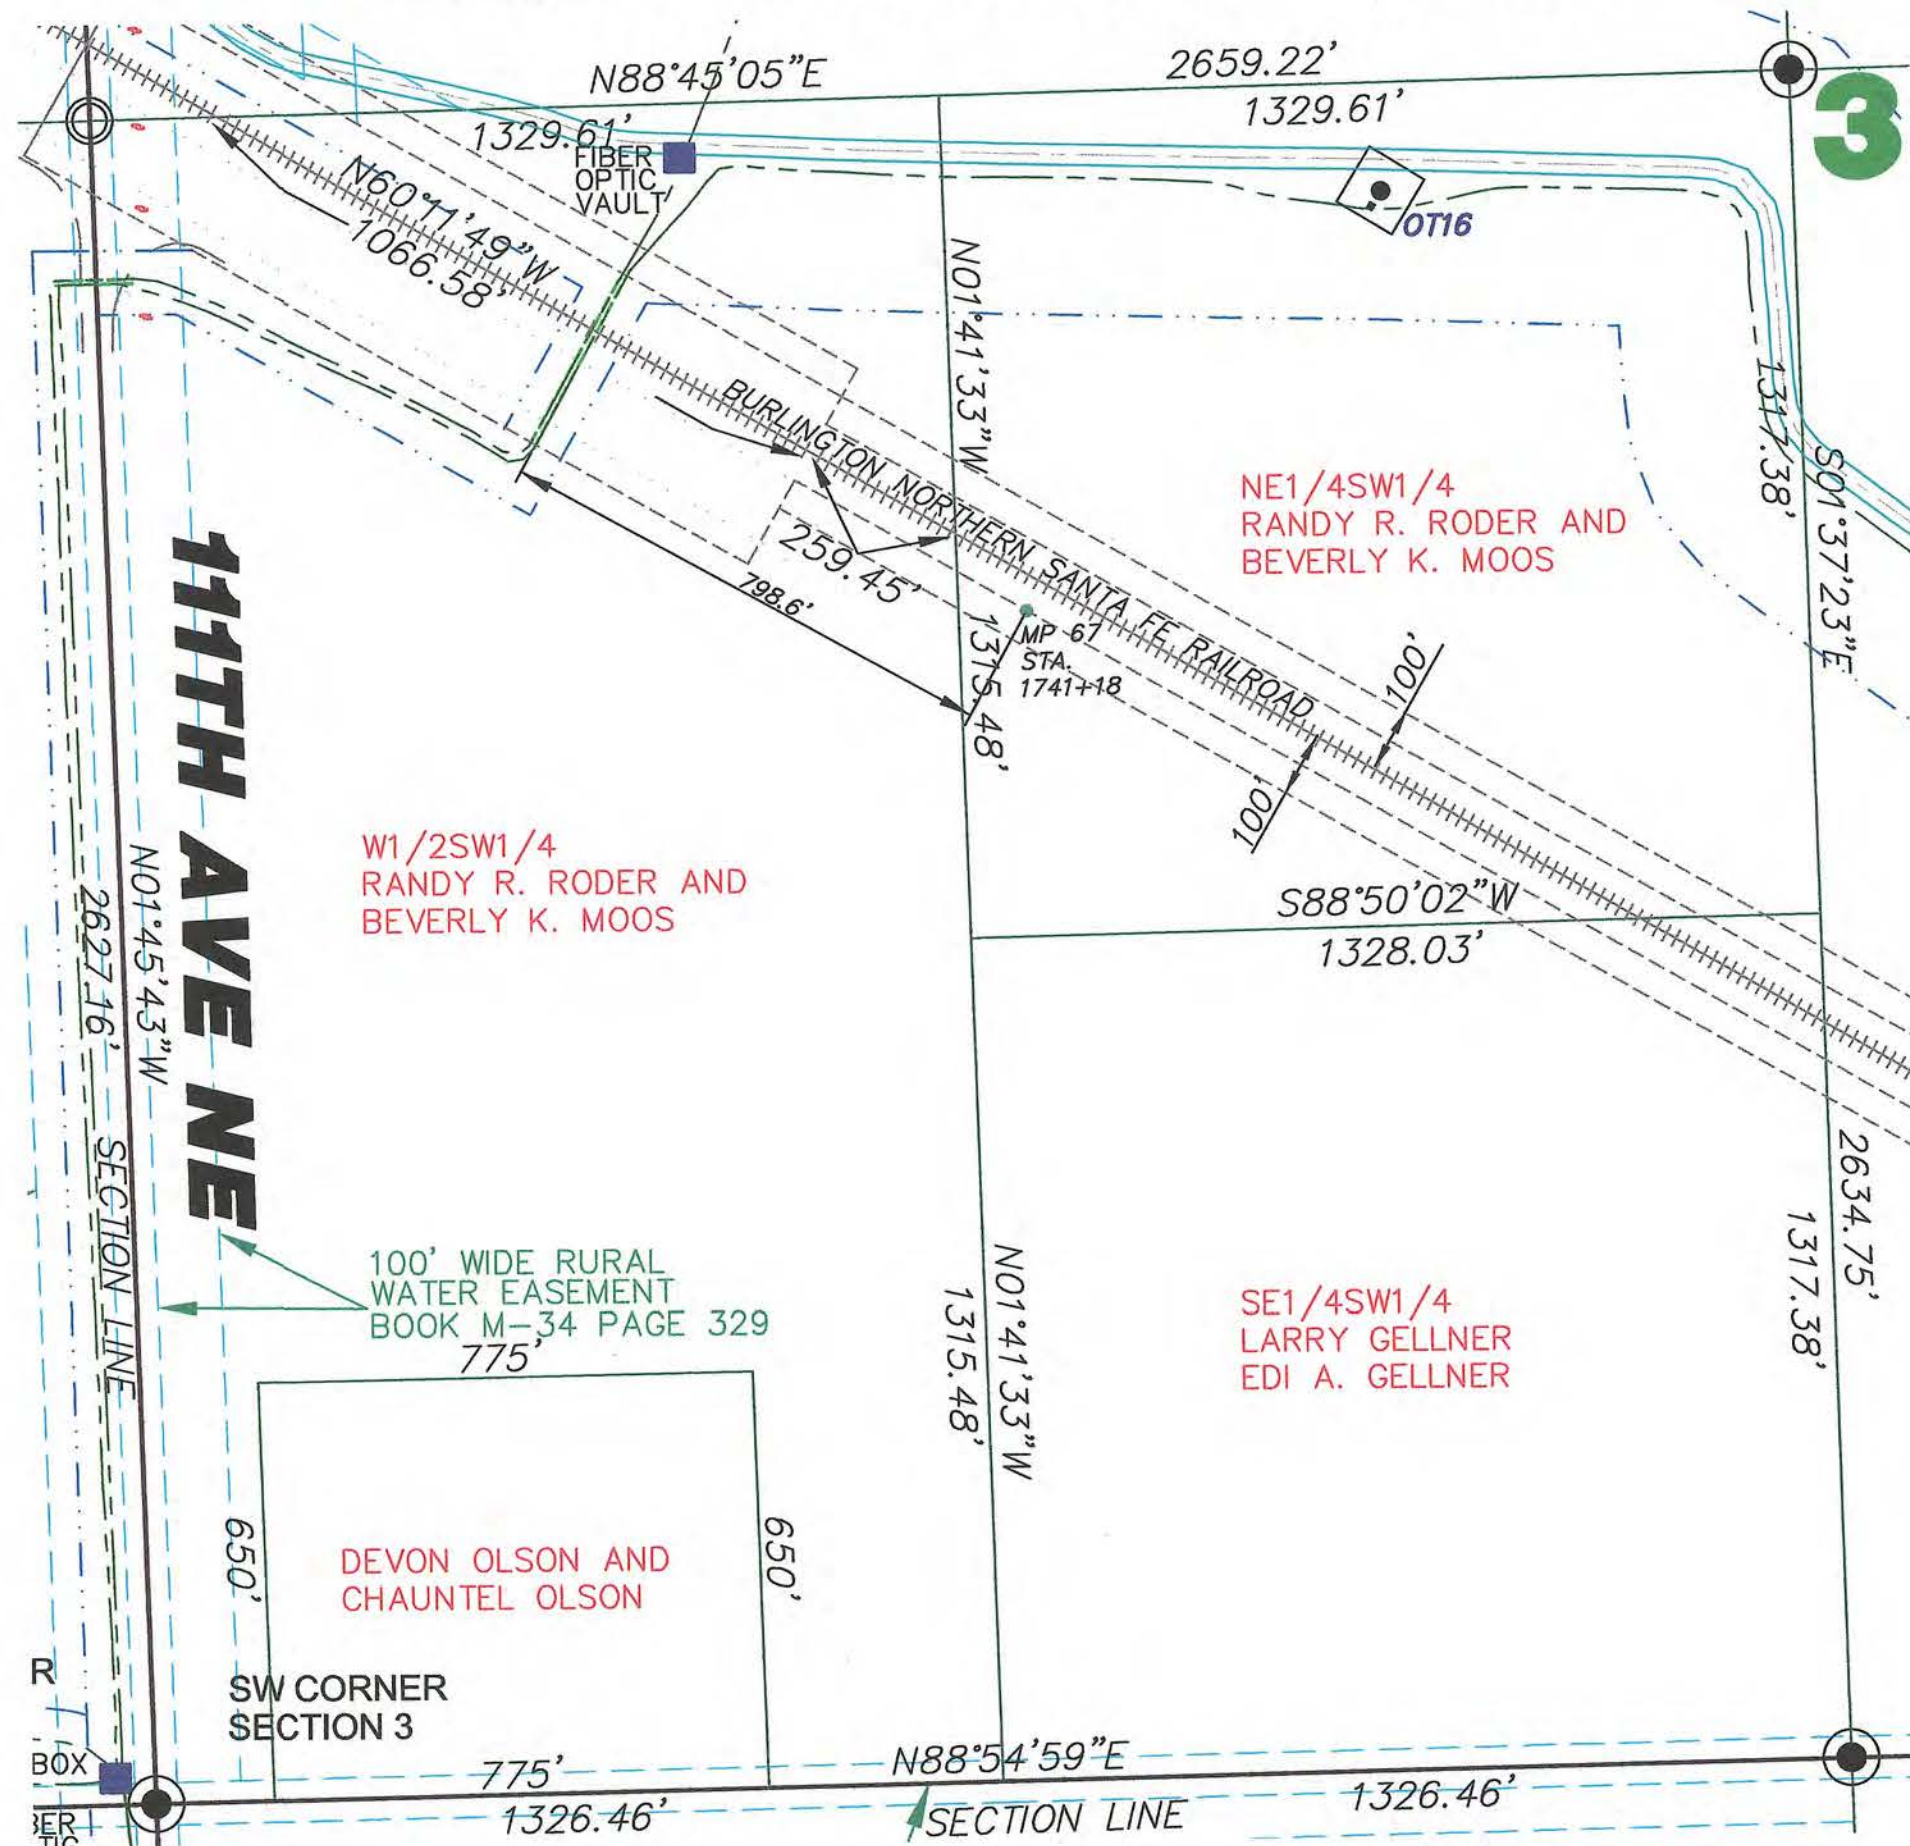 N88°45'05"E
2659.22'
1329.61'
1329.61'
3
FIBER
OPTIC
VAULT
N60°11'49"W
1066.58'
OT16
N01°41'33"W
1315.48'
BURLINGTON NORTHERN SANTA FE RAILROAD
1317.38'
S01°37'23"E
NE1/4SW1/4
RANDY R. RODER AND
BEVERLY K. MOOS
259.45'
798.6'
MP 67
STA.
1741+18
100'
100'
111TH AVE NE
W1/2SW1/4
RANDY R. RODER AND
BEVERLY K. MOOS
S88°50'02"W
1328.03'
N01°45'43"W
2627.16'
SECTION LINE
2634.75'
1317.38'
100' WIDE RURAL
WATER EASEMENT
BOOK M-34 PAGE 329
N01°41'33"W
1315.48'
SE1/4SW1/4
LARRY GELLNER
EDI A. GELLNER
775'
650'
650'
DEVON OLSON AND
CHAUNTEL OLSON
R
SW CORNER
SECTION 3
BOX
775'
N88°54'59"E
1326.46'
SECTION LINE
1326.46'